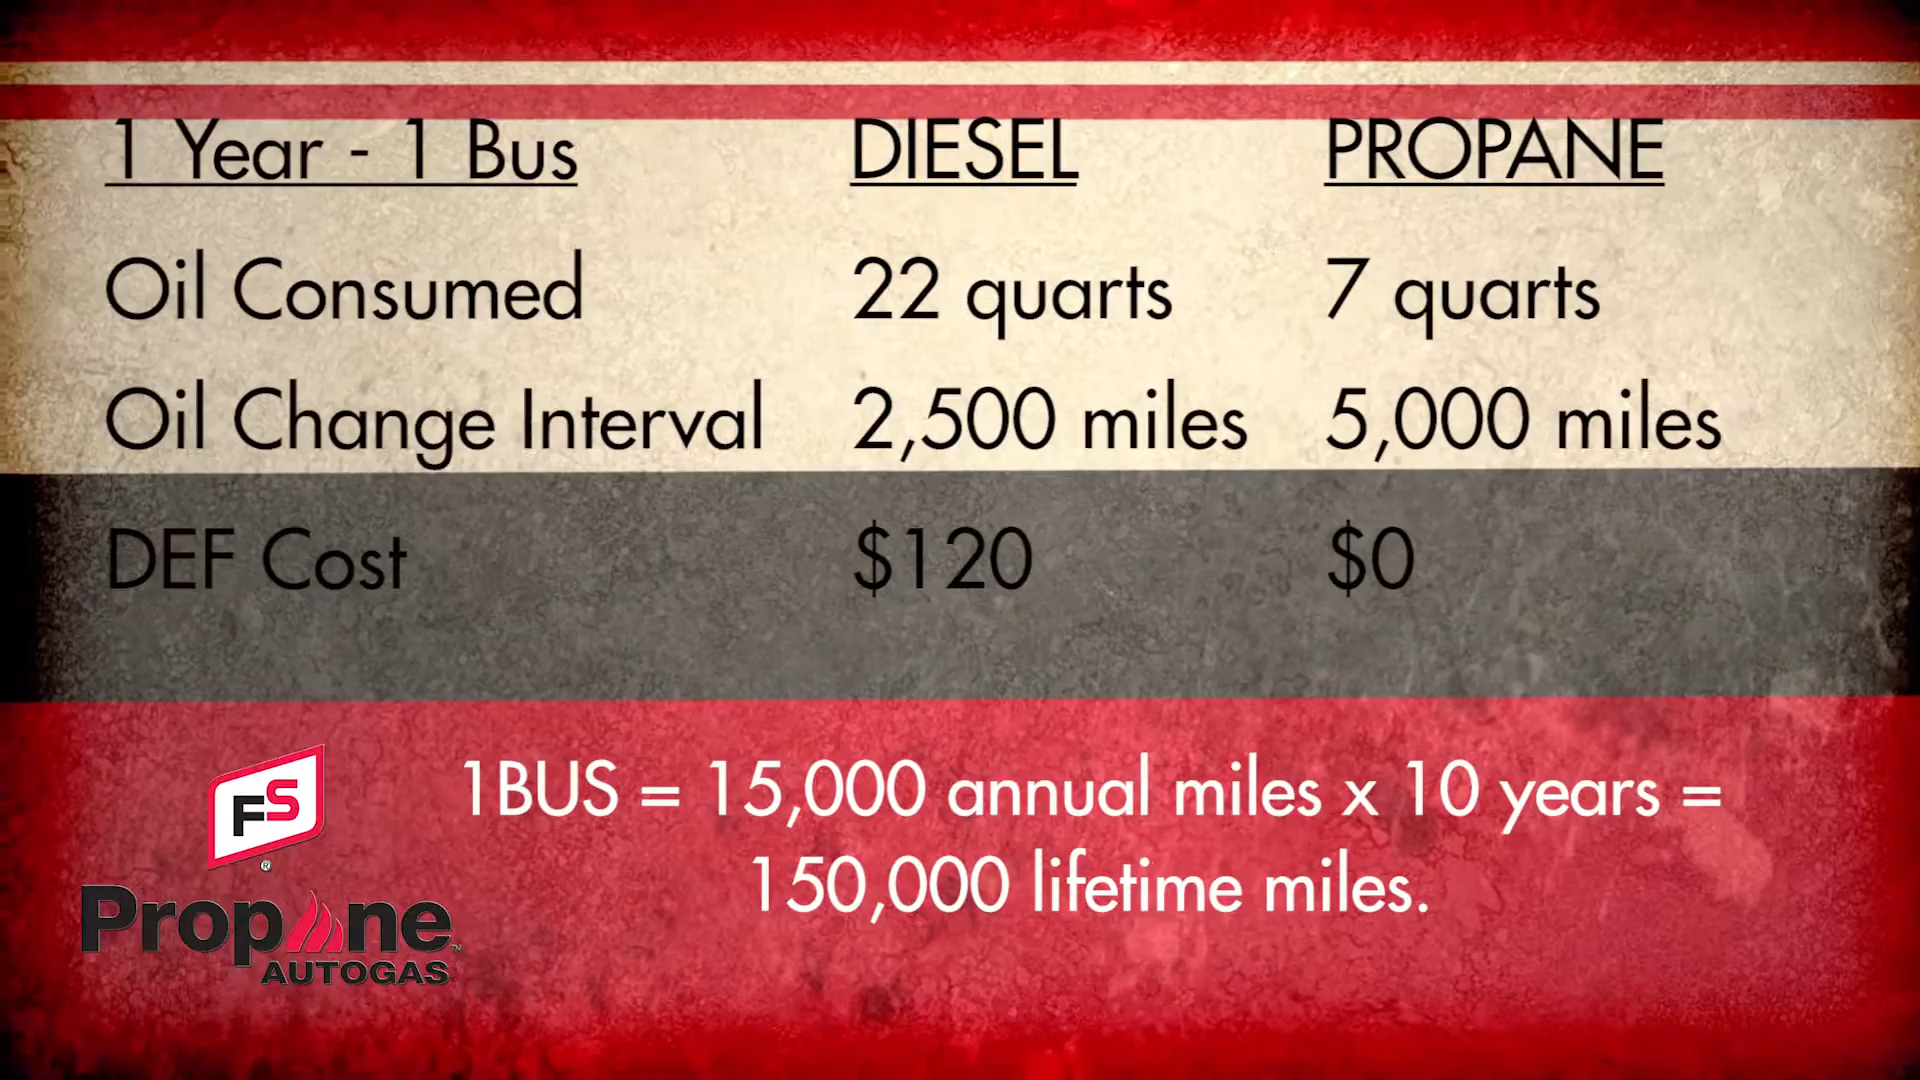 1 Year - 1 Bus DIESEL PROPANE
Oil Consumed 22 quarts 7 quarts
Oil Change Interval 2,500 miles 5,000 miles
DEF Cost $120 $0
1BUS = 15,000 annual miles x 10 years =
150,000 lifetime miles.
FS
®
Propane™
AUTOGAS